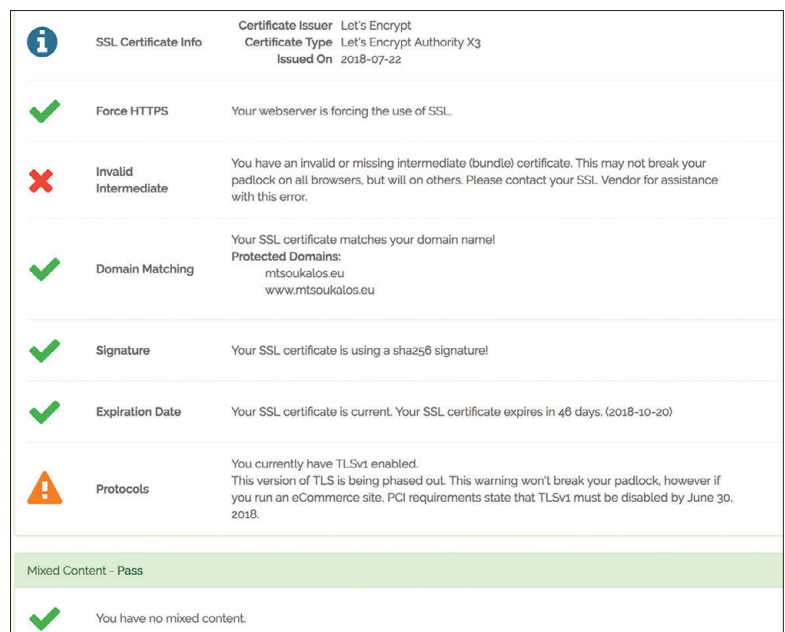 SSL Certificate Info
Certificate Issuer Let's Encrypt
Certificate Type Let's Encrypt Authority X3
Issued On 2018-07-22
Force HTTPS
Your webserver is forcing the use of SSL.
Invalid
Intermediate
You have an invalid or missing intermediate (bundle) certificate. This may not break your
padlock on all browsers, but will on others. Please contact your SSL Vendor for assistance
with this error.
Domain Matching
Your SSL certificate matches your domain name!
Protected Domains:
mtsoukalos.eu
www.mtsoukalos.eu
Signature
Your SSL certificate is using a sha256 signature!
Expiration Date
Your SSL certificate is current. Your SSL certificate expires in 46 days. (2018-10-20)
Protocols
You currently have TLSv1 enabled.
This version of TLS is being phased out. This warning won't break your padlock, however if
you run an eCommerce site, PCI requirements state that TLSv1 must be disabled by June 30,
2018.
Mixed Content - Pass
You have no mixed content.